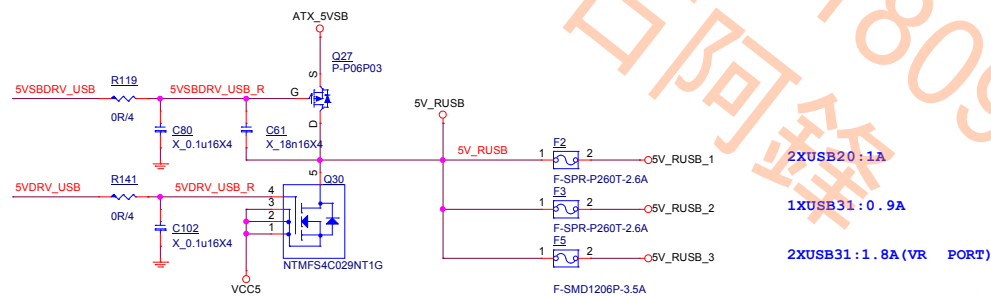 ATX_5VSB
Q27
P-P06P03
S
G
D
5VSBDRV_USB
R119
0R/4
5VSBDRV_USB_R
C80
X_0.1u16X4
C61
X_18n16X4
5V_RUSB
5V_RUSB
F2
1 2
5V_RUSB_1
F-SPR-P260T-2.6A
2XUSB20:1A
F3
1 2
5V_RUSB_2
F-SPR-P260T-2.6A
1XUSB31:0.9A
F5
1 2
5V_RUSB_3
F-SMD1206P-3.5A
2XUSB31:1.8A(VR PORT)
5VDRV_USB
R141
0R/4
5VDRV_USB_R
C102
X_0.1u16X4
Q30
5
4
3
2
1
NTMFS4C029NT1G
VCC5
1809
阿鋒